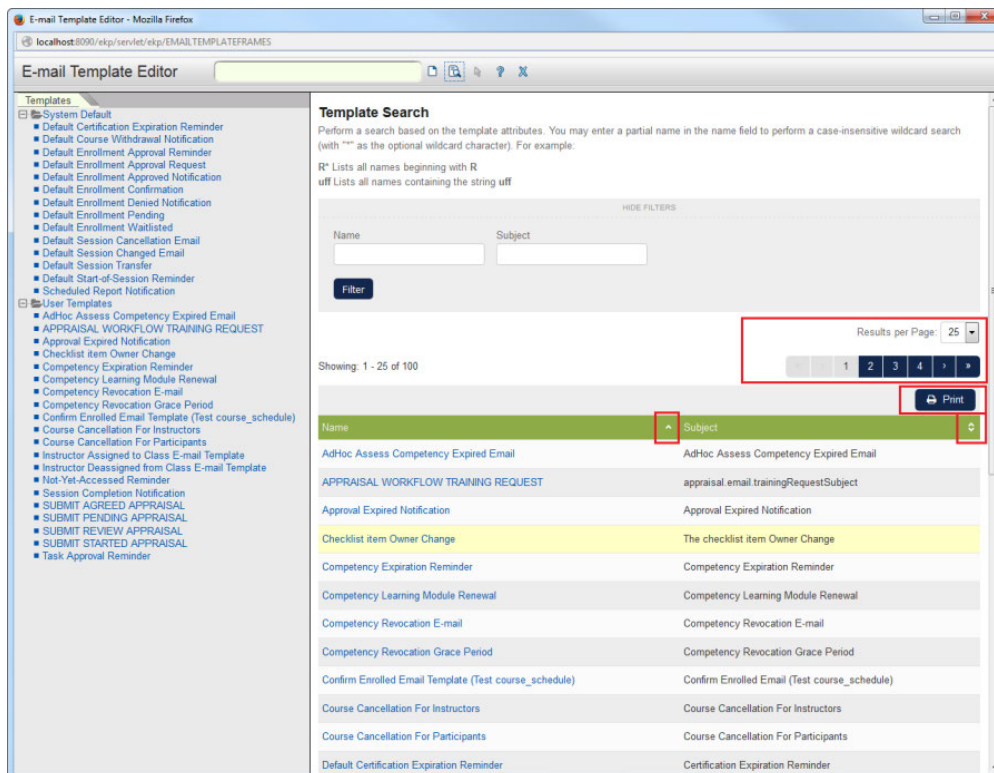 E-mail Template Editor - Mozilla Firefox
localhost:8090/ekp/servlet/ekp/EMAILTEMPLATEFRAMES
E-mail Template Editor
Templates
System Default
Default Certification Expiration Reminder
Default Course Withdrawal Notification
Default Enrollment Approval Reminder
Default Enrollment Approval Request
Default Enrollment Approved Notification
Default Enrollment Confirmation
Default Enrollment Denied Notification
Default Enrollment Pending
Default Enrollment Waitlisted
Default Session Cancellation Email
Default Session Changed Email
Default Session Transfer
Default Start-of-Session Reminder
Scheduled Report Notification
User Templates
AdHoc Assess Competency Expired Email
APPRAISAL WORKFLOW TRAINING REQUEST
Approval Expired Notification
Checklist item Owner Change
Competency Expiration Reminder
Competency Learning Module Renewal
Competency Revocation E-mail
Competency Revocation Grace Period
Confirm Enrolled Email Template (Test course_schedule)
Course Cancellation For Instructors
Course Cancellation For Participants
Instructor Assigned to Class E-mail Template
Instructor Deassigned from Class E-mail Template
Not-Yet-Accessed Reminder
Session Completion Notification
SUBMIT AGREED APPRAISAL
SUBMIT PENDING APPRAISAL
SUBMIT REVIEW APPRAISAL
SUBMIT STARTED APPRAISAL
Task Approval Reminder
Template Search
Perform a search based on the template attributes. You may enter a partial name in the name field to perform a case-insensitive wildcard search
(with "*" as the optional wildcard character). For example:
R* Lists all names beginning with R
uff Lists all names containing the string uff
HIDE FILTERS
Name Subject
Filter
Results per Page: 25
Showing: 1 - 25 of 100 « ‹ 1 2 3 4 › »
Print
Name Subject
AdHoc Assess Competency Expired Email AdHoc Assess Competency Expired Email
APPRAISAL WORKFLOW TRAINING REQUEST appraisal.email.trainingRequestSubject
Approval Expired Notification Approval Expired Notification
Checklist item Owner Change The checklist item Owner Change
Competency Expiration Reminder Competency Expiration Reminder
Competency Learning Module Renewal Competency Learning Module Renewal
Competency Revocation E-mail Competency Revocation E-mail
Competency Revocation Grace Period Competency Revocation Grace Period
Confirm Enrolled Email Template (Test course_schedule) Confirm Enrolled Email (Test course_schedule)
Course Cancellation For Instructors Course Cancellation For Instructors
Course Cancellation For Participants Course Cancellation For Participants
Default Certification Expiration Reminder Certification Expiration Reminder